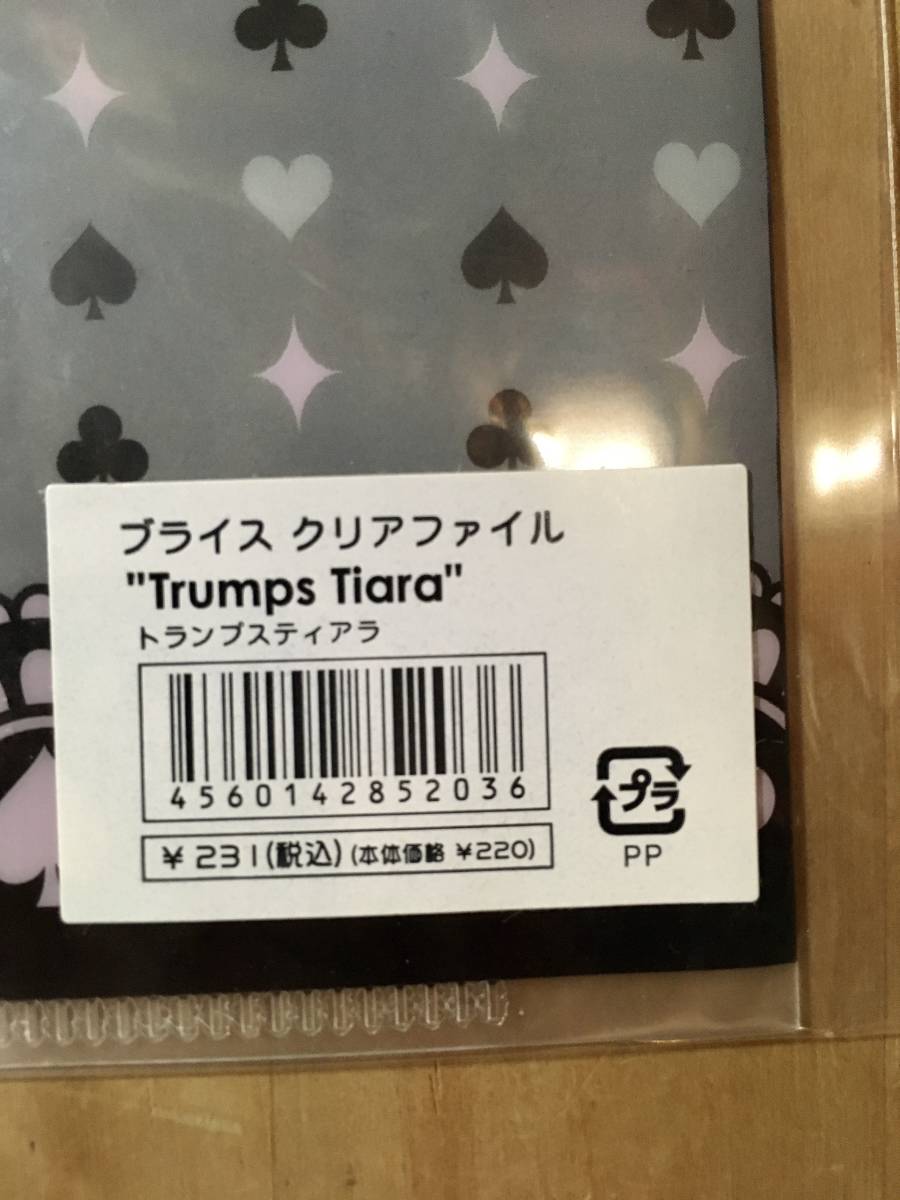 ブライス クリアファイル
"Trumps Tiara"
トランプスティアラ
4560142852036
¥231(税込)(本体価格 ¥220)
プラ
PP